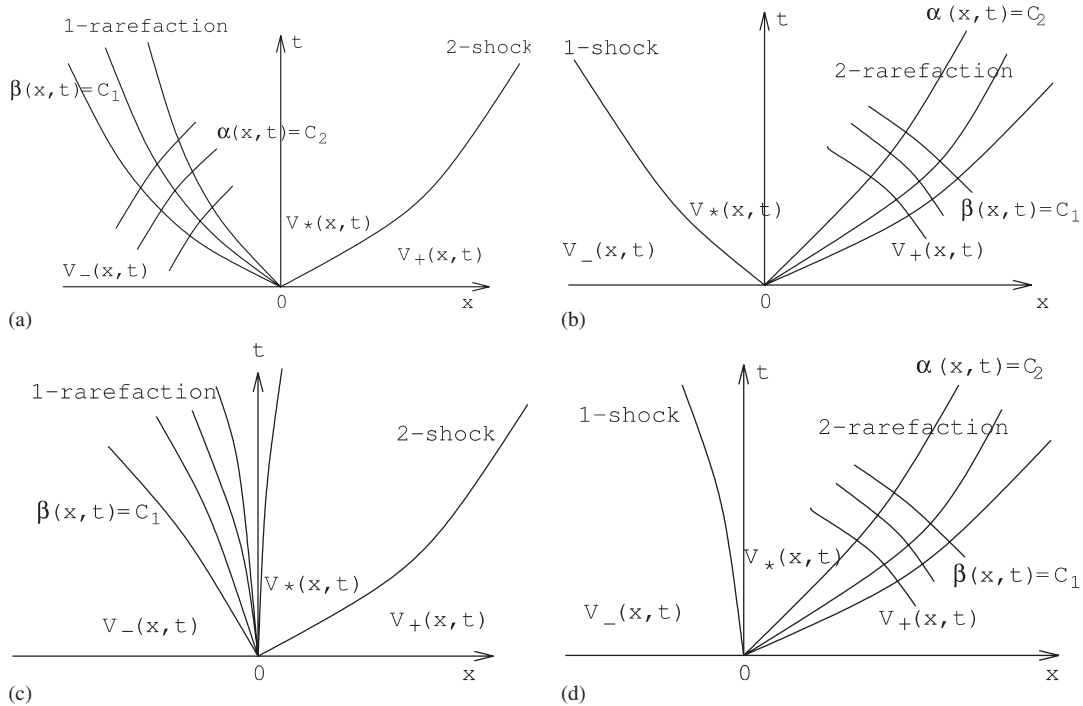 1-rarefaction
t
2-shock
β(x,t)=C₁
α(x,t)=C₂
V*(x,t)
V_(x,t)
V₊(x,t)
0
x
(a)
α(x,t)=C₂
t
1-shock
2-rarefaction
V*(x,t)
β(x,t)=C₁
V_(x,t)
V₊(x,t)
0
x
(b)
t
1-rarefaction
2-shock
β(x,t)=C₁
V*(x,t)
V_(x,t)
V₊(x,t)
0
x
(c)
α(x,t)=C₂
t
1-shock
2-rarefaction
V*(x,t)
β(x,t)=C₁
V_(x,t)
V₊(x,t)
0
x
(d)